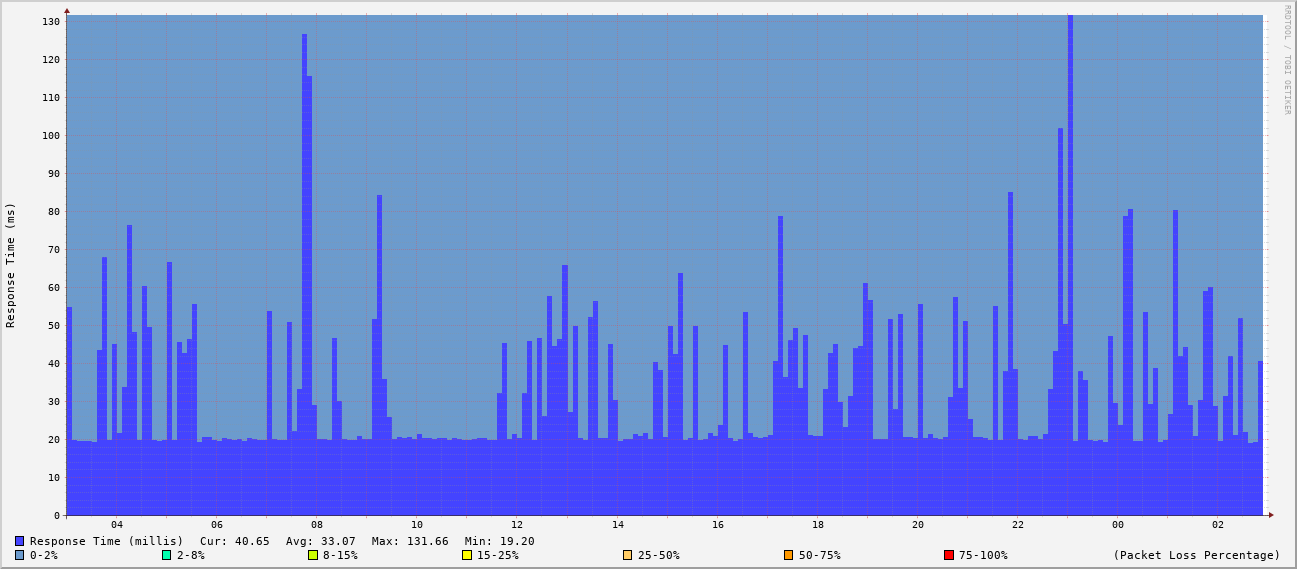 RRDTOOL / TOBI OETIKER
Response Time (ms)
130
120
110
100
90
80
70
60
50
40
30
20
10
0
04 06 08 10 12 14 16 18 20 22 00 02
Response Time (millis) Cur: 40.65 Avg: 33.07 Max: 131.66 Min: 19.20
0-2% 2-8% 8-15% 15-25% 25-50% 50-75% 75-100% (Packet Loss Percentage)